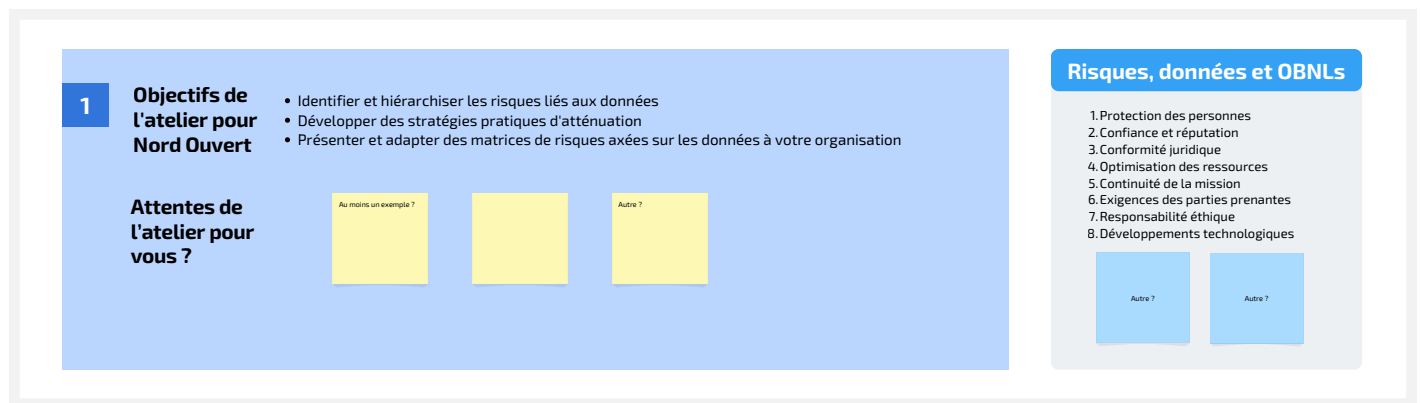 1
Objectifs de
l'atelier pour
Nord Ouvert
• Identifier et hiérarchiser les risques liés aux données
• Développer des stratégies pratiques d'atténuation
• Présenter et adapter des matrices de risques axées sur les données à votre organisation
Attentes de
l’atelier pour
vous ?
Au moins un exemple ?
Autre ?
Risques, données et OBNLs
1. Protection des personnes
2. Confiance et réputation
3. Conformité juridique
4. Optimisation des ressources
5. Continuité de la mission
6. Exigences des parties prenantes
7. Responsabilité éthique
8. Développements technologiques
Autre ?
Autre ?